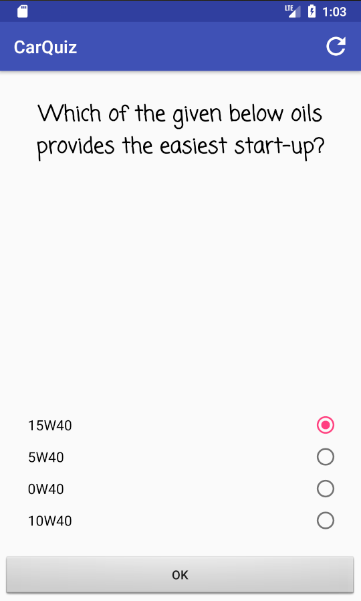 LTE 1:03
CarQuiz
Which of the given below oils
provides the easiest start-up?
15W40
5W40
0W40
10W40
OK